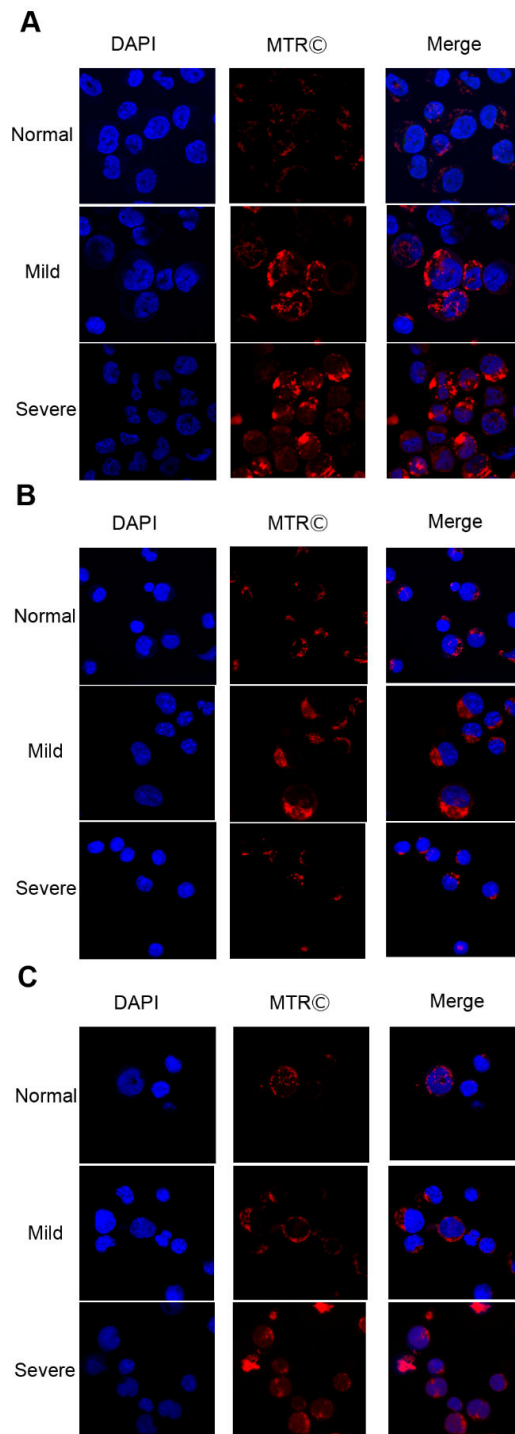 A
DAPI MTR© Merge
Normal
Mild
Severe
B
DAPI MTR© Merge
Normal
Mild
Severe
C
DAPI MTR© Merge
Normal
Mild
Severe